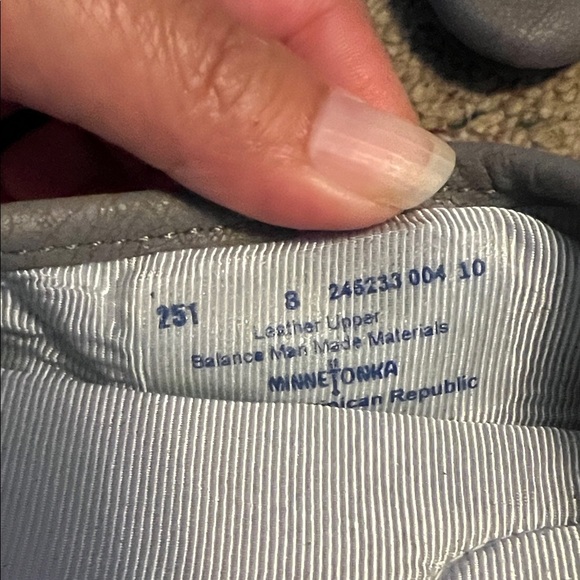 251 8 245233 004 10
Leather Upper
Balance Man Made Materials
MINNETONKA
Republic